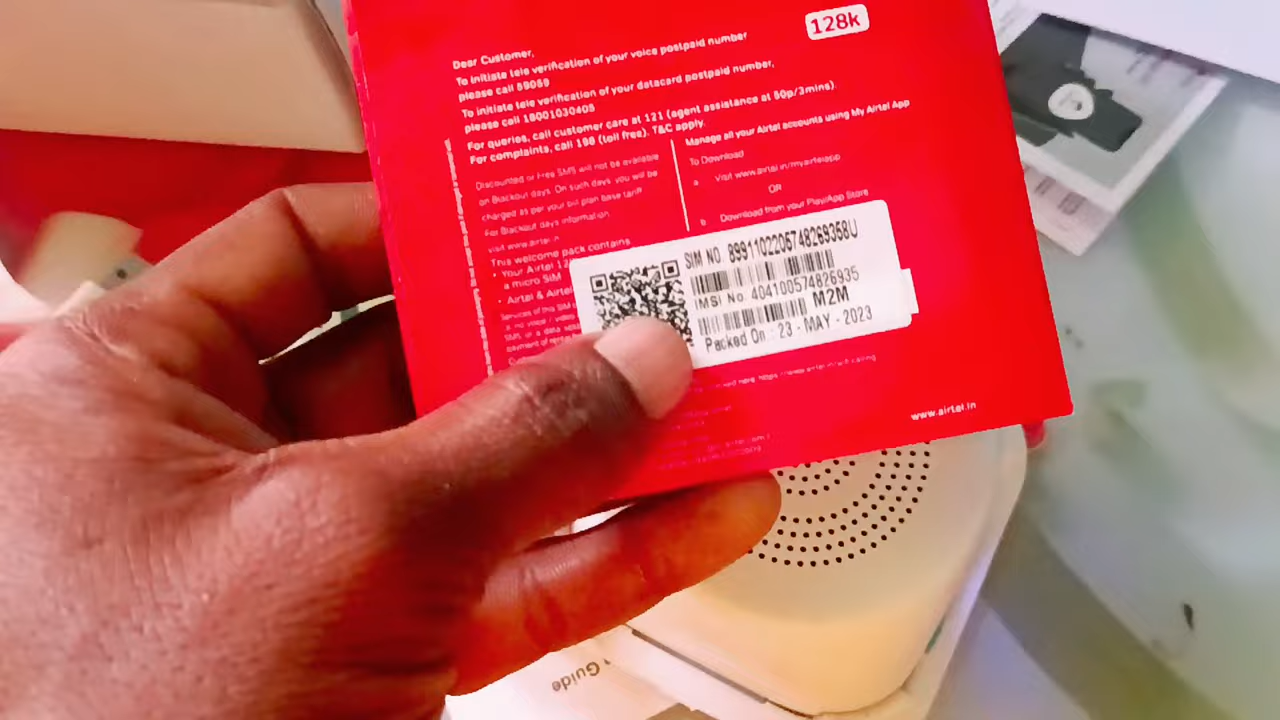 128k
Dear Customer,
To initiate tele verification of your voice postpaid number
please call 59059
To initiate tele verification of your datacard postpaid number,
please call 18001030405
For queries, call customer care at 121 (agent assistance at 50p/3mins).
For complaints, call 198 (toll free). T&C apply.
Discounted or Free SMS will not be available
on Blackout days. On such days you will be
charged as per your bill plan base tariff
For Blackout days information
visit www.airtel.in
This welcome pack contains
• Your Airtel
a micro SIM
• Airtel & Airtel
Services of this SIM
Manage all your Airtel accounts using My Airtel App
To Download
a Visit www.airtel.in/myairtelapp
OR
b Download from your Play/App Store
SIM NO 8991102205748269358U
IMSI No 404100574826935
M2M
Packed On : 23 - MAY - 2023
www.airtel.in
Guide